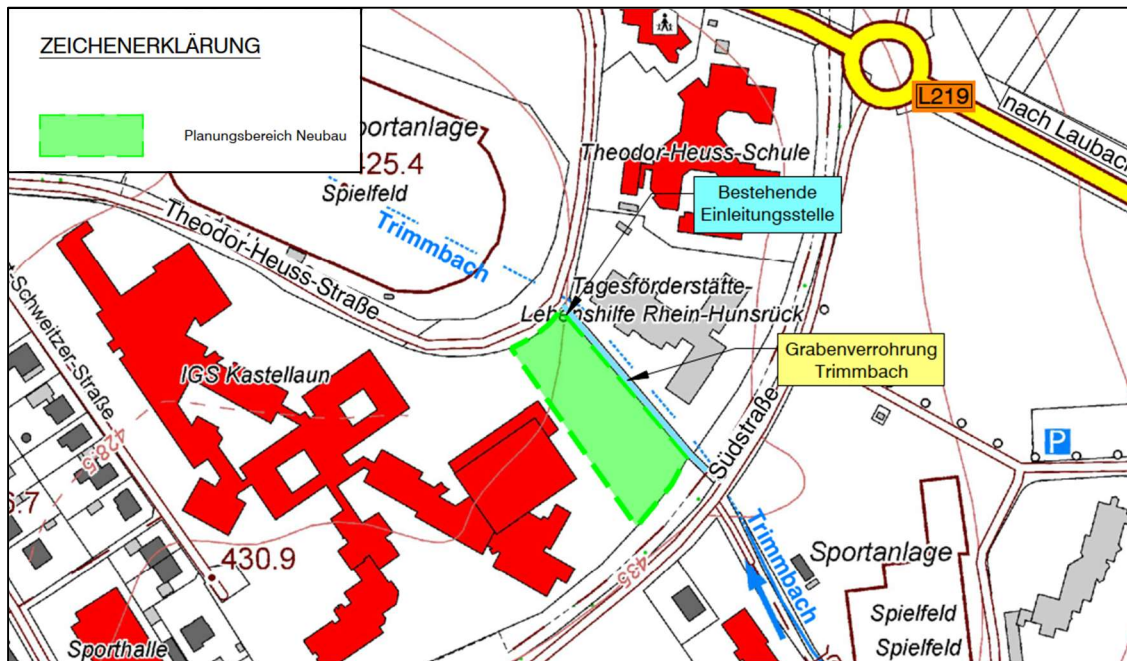 ZEICHENERKLÄRUNG
Planungsbereich Neubau
portanlage
425.4
Spielfeld
Trimmbach
Theodor-Heuss-Straße
L219
nach Laubach
Theodor-Heuss-Schule
Bestehende
Einleitungsstelle
Tagesförderstätte-
Lebenshilfe Rhein-Hunsrück
Grabenverrohrung
Trimmbach
-Schweitzer-Straße
IGS Kastellaun
428.5
6.7
430.9
Sporthalle
Südstraße
435
P
Trimmbach
Sportanlage
Spielfeld
Spielfeld